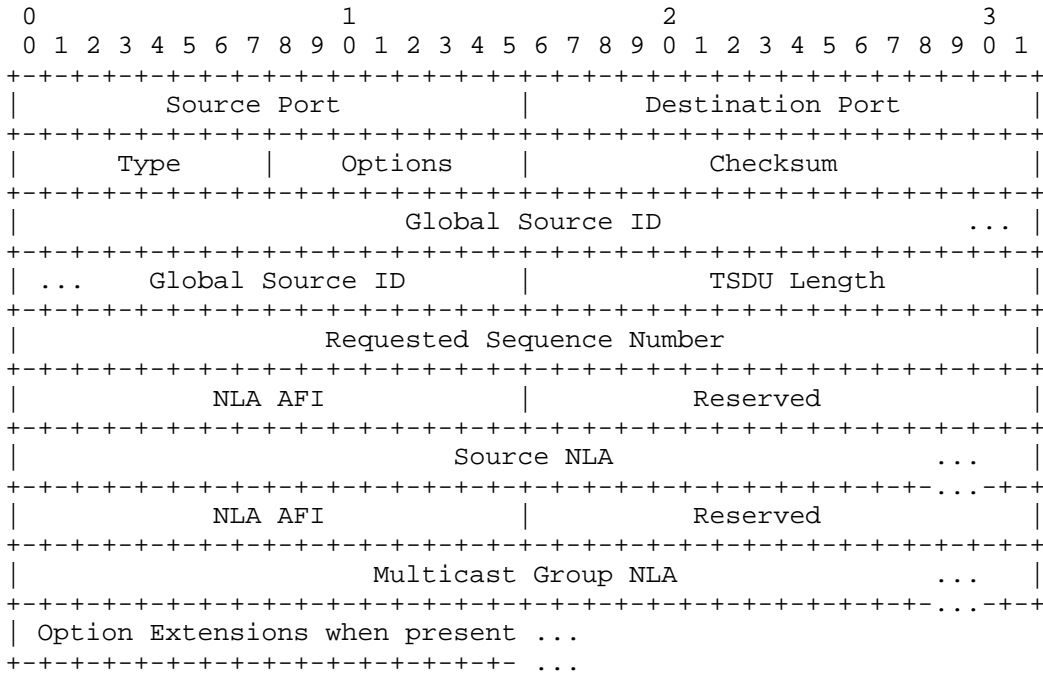 0                   1                   2                   3
 0 1 2 3 4 5 6 7 8 9 0 1 2 3 4 5 6 7 8 9 0 1 2 3 4 5 6 7 8 9 0 1
+-+-+-+-+-+-+-+-+-+-+-+-+-+-+-+-+-+-+-+-+-+-+-+-+-+-+-+-+-+-+-+-+
|         Source Port           |       Destination Port        |
+-+-+-+-+-+-+-+-+-+-+-+-+-+-+-+-+-+-+-+-+-+-+-+-+-+-+-+-+-+-+-+-+
|      Type     |    Options    |           Checksum            |
+-+-+-+-+-+-+-+-+-+-+-+-+-+-+-+-+-+-+-+-+-+-+-+-+-+-+-+-+-+-+-+-+
|                        Global Source ID                   ... |
+-+-+-+-+-+-+-+-+-+-+-+-+-+-+-+-+-+-+-+-+-+-+-+-+-+-+-+-+-+-+-+-+
| ...    Global Source ID       |           TSDU Length         |
+-+-+-+-+-+-+-+-+-+-+-+-+-+-+-+-+-+-+-+-+-+-+-+-+-+-+-+-+-+-+-+-+
|                   Requested Sequence Number                   |
+-+-+-+-+-+-+-+-+-+-+-+-+-+-+-+-+-+-+-+-+-+-+-+-+-+-+-+-+-+-+-+-+
|            NLA AFI            |          Reserved             |
+-+-+-+-+-+-+-+-+-+-+-+-+-+-+-+-+-+-+-+-+-+-+-+-+-+-+-+-+-+-+-+-+
|                           Source NLA                    ...   |
+-+-+-+-+-+-+-+-+-+-+-+-+-+-+-+-+-+-+-+-+-+-+-+-+-+-+-+-+-...-+-+
|            NLA AFI            |          Reserved             |
+-+-+-+-+-+-+-+-+-+-+-+-+-+-+-+-+-+-+-+-+-+-+-+-+-+-+-+-+-+-+-+-+
|                      Multicast Group NLA                ...   |
+-+-+-+-+-+-+-+-+-+-+-+-+-+-+-+-+-+-+-+-+-+-+-+-+-+-+-+-+-...-+-+
| Option Extensions when present ...
+-+-+-+-+-+-+-+-+-+-+-+-+-+-+-+- ...